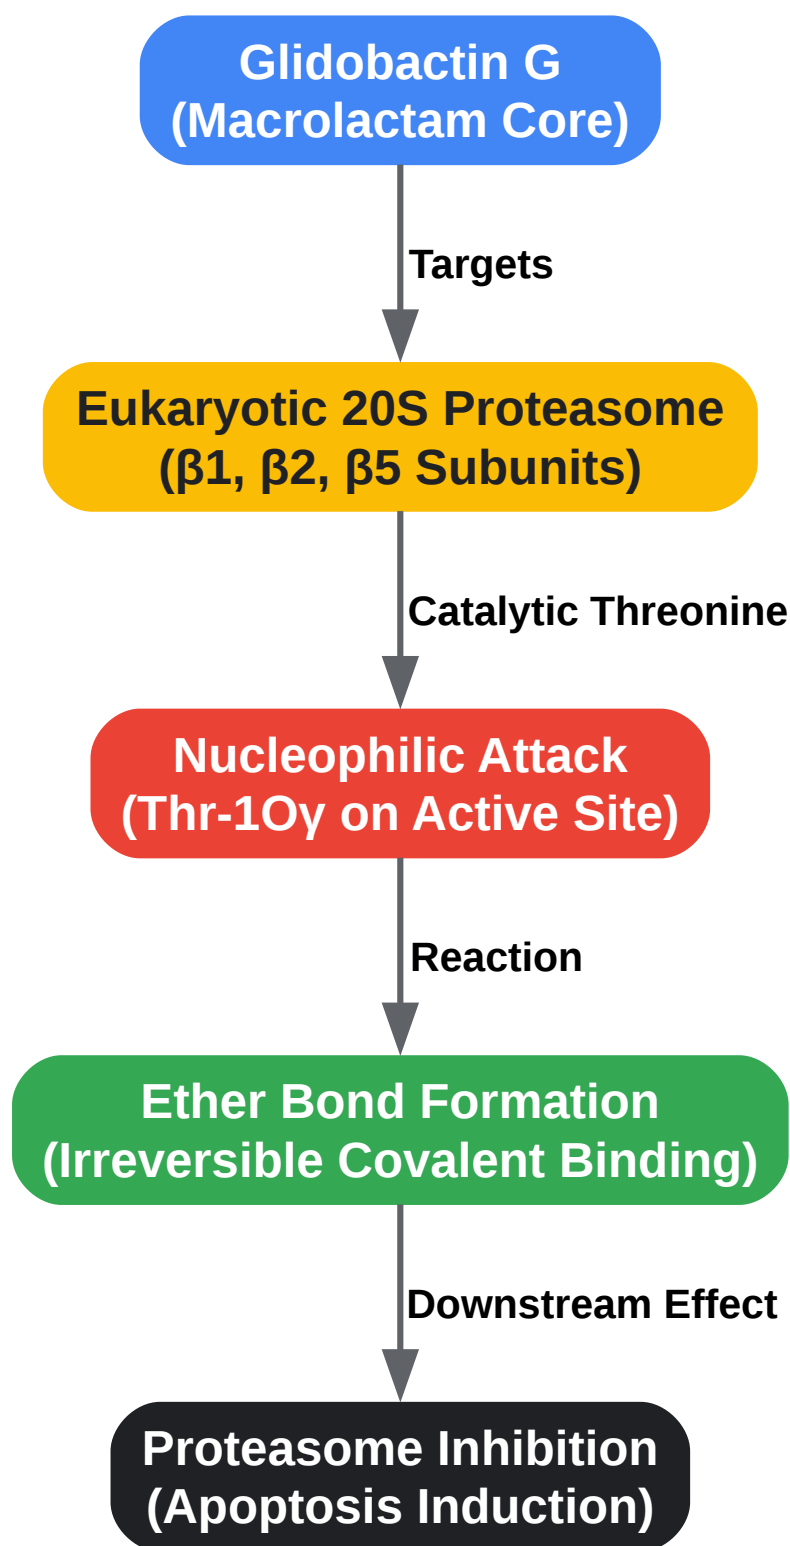 Glidobactin G
(Macrolactam Core)
Targets
Eukaryotic 20S Proteasome
(β1, β2, β5 Subunits)
Catalytic Threonine
Nucleophilic Attack
(Thr-1Oγ on Active Site)
Reaction
Ether Bond Formation
(Irreversible Covalent Binding)
Downstream Effect
Proteasome Inhibition
(Apoptosis Induction)